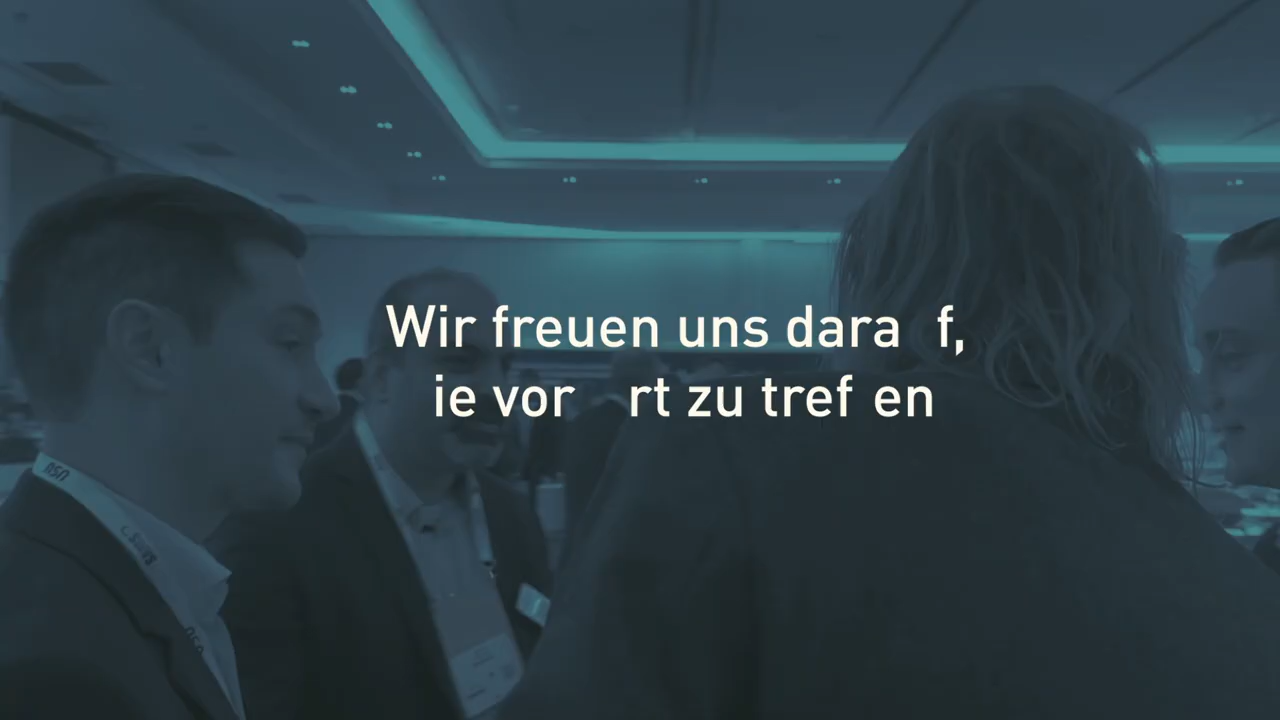 Wir freuen uns dara f,
ie vor rt zu tref en